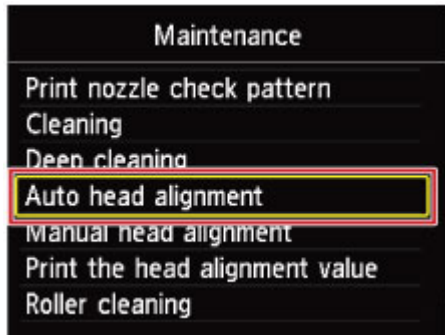 Maintenance
Print nozzle check pattern
Cleaning
Deep cleaning
Auto head alignment
Manual head alignment
Print the head alignment value
Roller cleaning